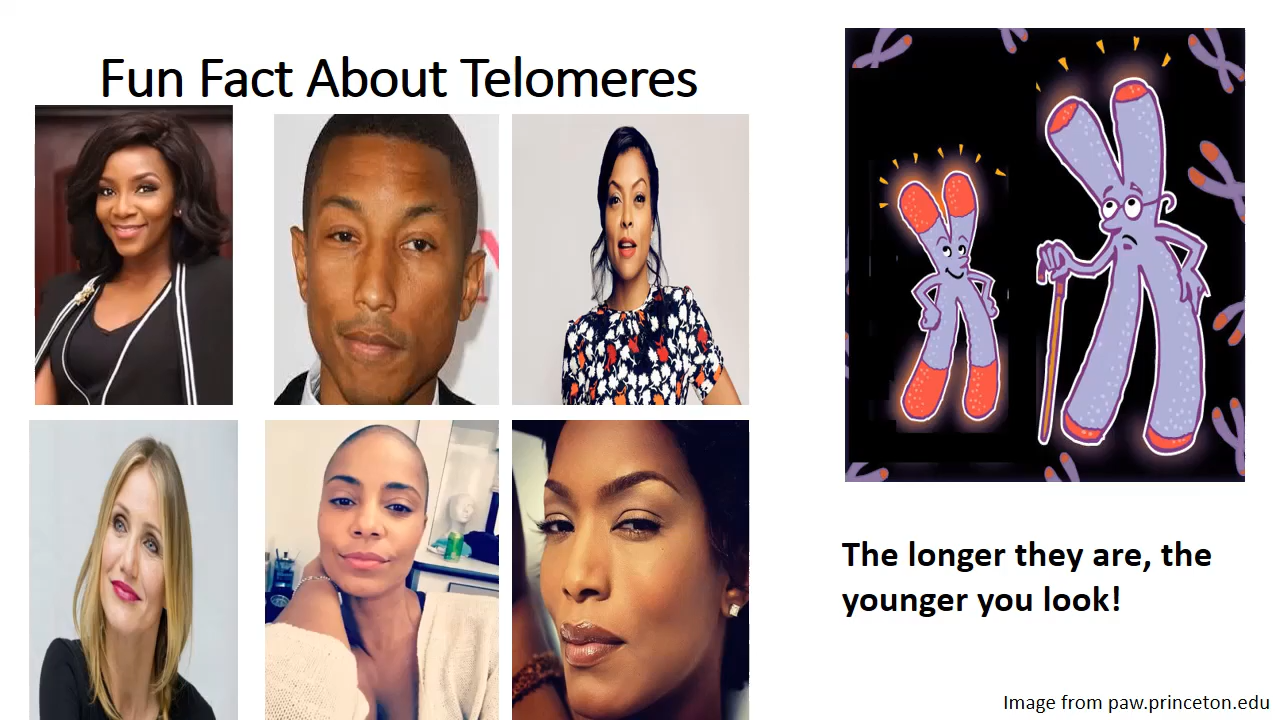 Fun Fact About Telomeres
The longer they are, the
younger you look!
Image from paw.princeton.edu